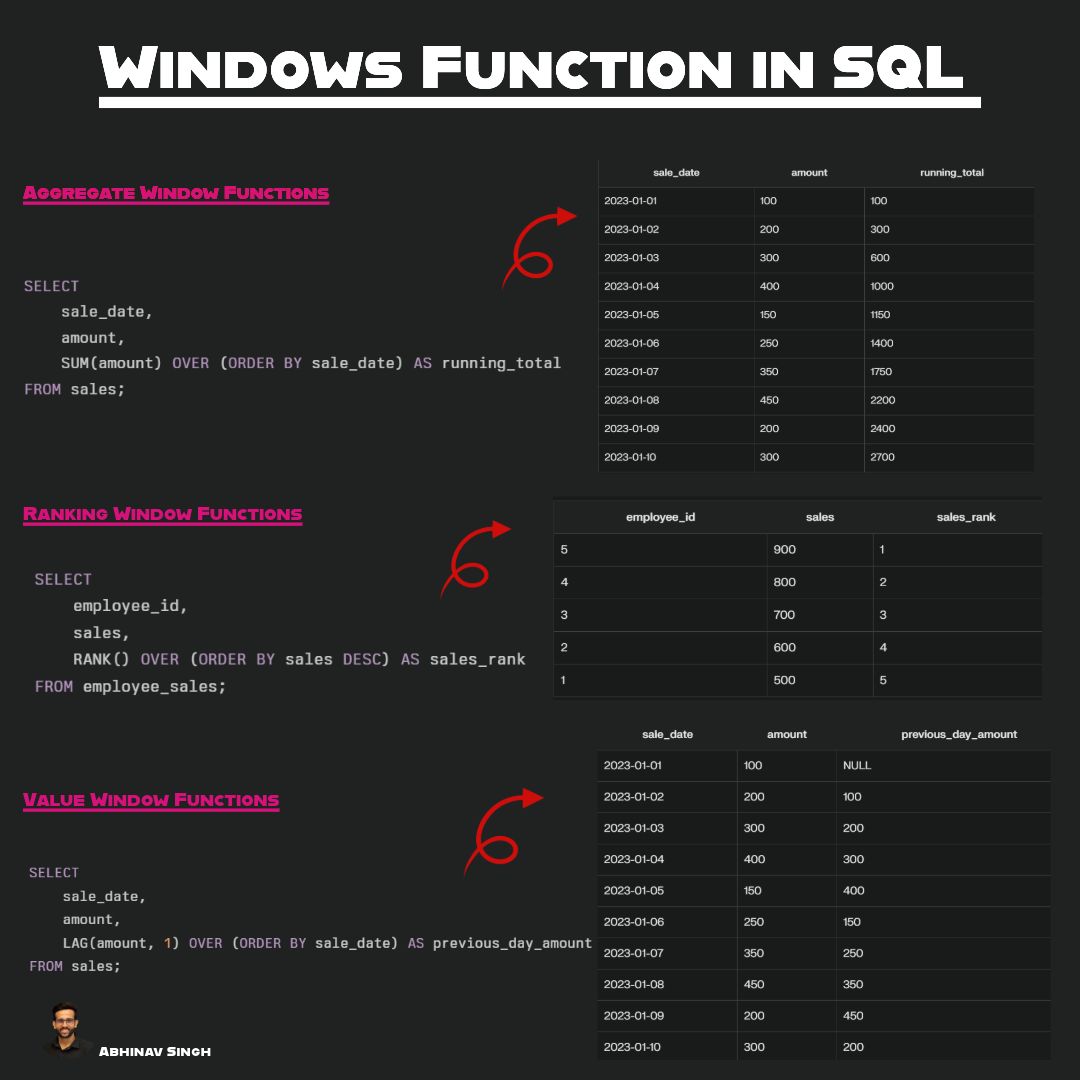 Windows Function in SQL
Aggregate Window Functions
SELECT
sale_date,
amount,
SUM(amount) OVER (ORDER BY sale_date) AS running_total
FROM sales;
sale_date amount running_total
2023-01-01 100 100
2023-01-02 200 300
2023-01-03 300 600
2023-01-04 400 1000
2023-01-05 150 1150
2023-01-06 250 1400
2023-01-07 350 1750
2023-01-08 450 2200
2023-01-09 200 2400
2023-01-10 300 2700
Ranking Window Functions
SELECT
employee_id,
sales,
RANK() OVER (ORDER BY sales DESC) AS sales_rank
FROM employee_sales;
employee_id sales sales_rank
5 900 1
4 800 2
3 700 3
2 600 4
1 500 5
Value Window Functions
SELECT
sale_date,
amount,
LAG(amount, 1) OVER (ORDER BY sale_date) AS previous_day_amount
FROM sales;
sale_date amount previous_day_amount
2023-01-01 100 NULL
2023-01-02 200 100
2023-01-03 300 200
2023-01-04 400 300
2023-01-05 150 400
2023-01-06 250 150
2023-01-07 350 250
2023-01-08 450 350
2023-01-09 200 450
2023-01-10 300 200
Abhinav Singh